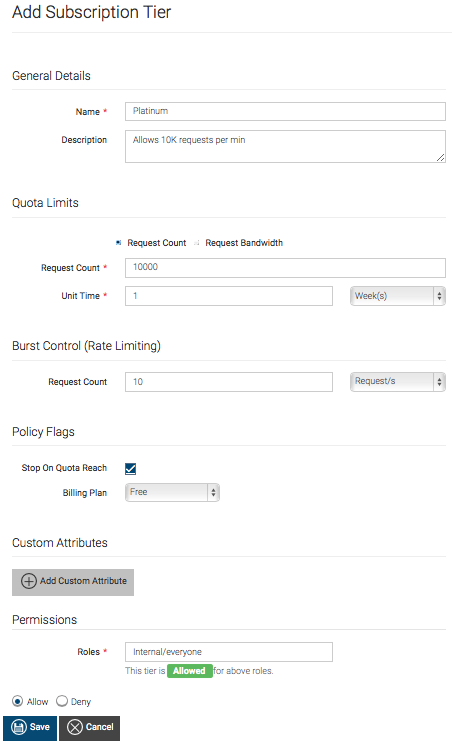 Add Subscription Tier
General Details
Name * Platinum
Description Allows 10K requests per min
Quota Limits
Request Count Request Bandwidth
Request Count * 10000
Unit Time * 1 Week(s)
Burst Control (Rate Limiting)
Request Count 10 Request/s
Policy Flags
Stop On Quota Reach
Billing Plan Free
Custom Attributes
Add Custom Attribute
Permissions
Roles * Internal/everyone
This tier is Allowed for above roles.
Allow Deny
Save Cancel